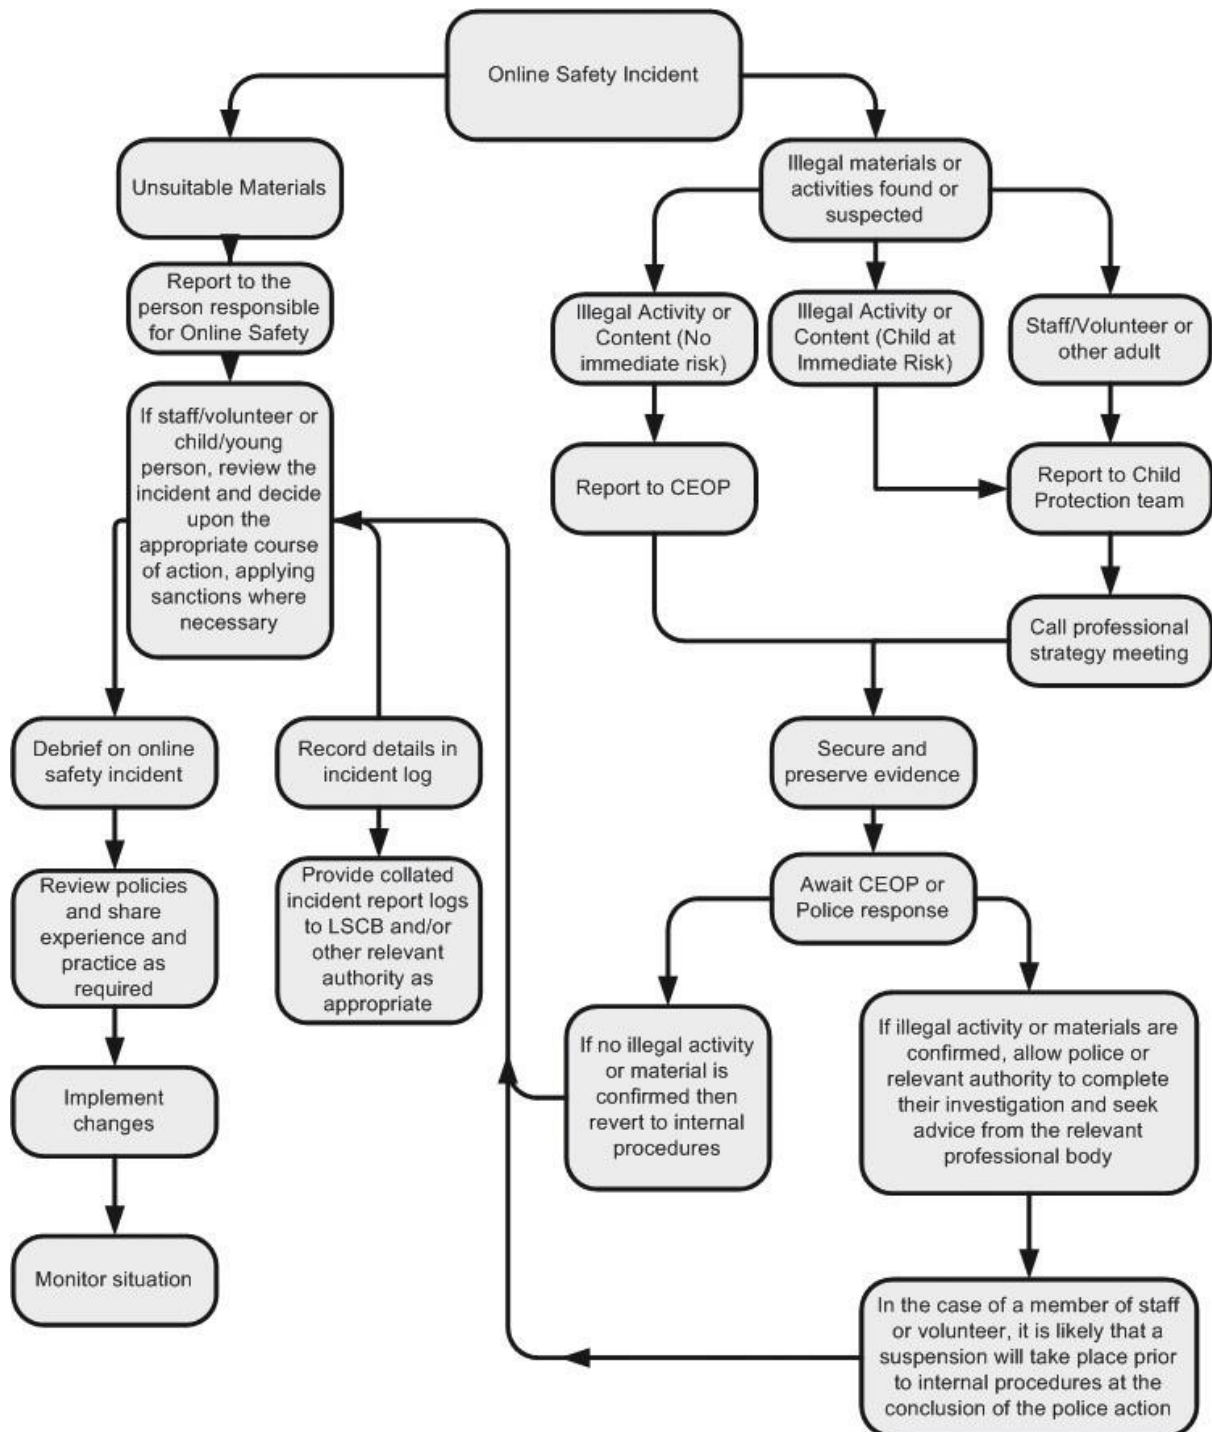 Online Safety Incident
Unsuitable Materials
Report to the
person responsible
for Online Safety
If staff/volunteer or
child/young
person, review the
incident and decide
upon the
appropriate course
of action, applying
sanctions where
necessary
Debrief on online
safety incident
Review policies
and share
experience and
practice as
required
Implement
changes
Monitor situation
Record details in
incident log
Provide collated
incident report logs
to LSCB and/or
other relevant
authority as
appropriate
Illegal materials or
activities found or
suspected
Illegal Activity or
Content (No
immediate risk)
Illegal Activity or
Content (Child at
Immediate Risk)
Staff/Volunteer or
other adult
Report to CEOP
Report to Child
Protection team
Call professional
strategy meeting
Secure and
preserve evidence
Await CEOP or
Police response
If no illegal activity
or material is
confirmed then
revert to internal
procedures
If illegal activity or materials are
confirmed, allow police or
relevant authority to complete
their investigation and seek
advice from the relevant
professional body
In the case of a member of staff
or volunteer, it is likely that a
suspension will take place prior
to internal procedures at the
conclusion of the police action